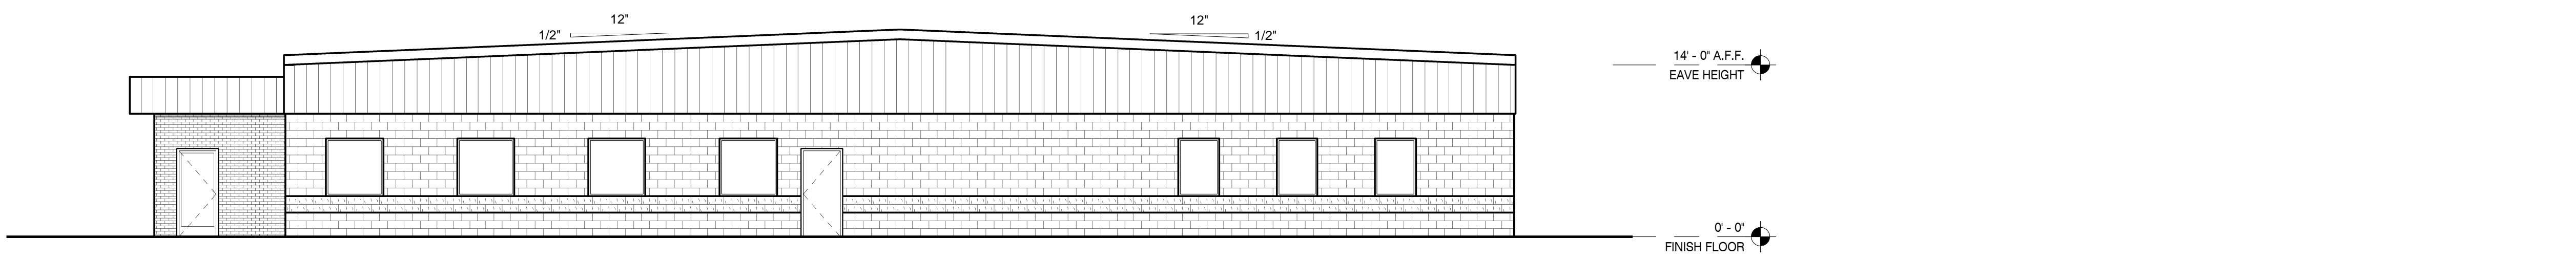 12"
1/2"
12"
1/2"
14' - 0" A.F.F.
EAVE HEIGHT
0' - 0"
FINISH FLOOR